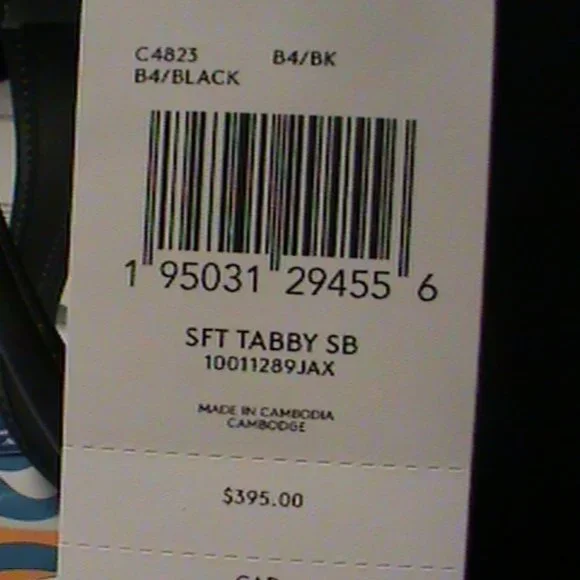 C4823 B4/BK
B4/BLACK
1 95031 29455 6
SFT TABBY SB
10011289JAX
MADE IN CAMBODIA
CAMBODGE
$395.00